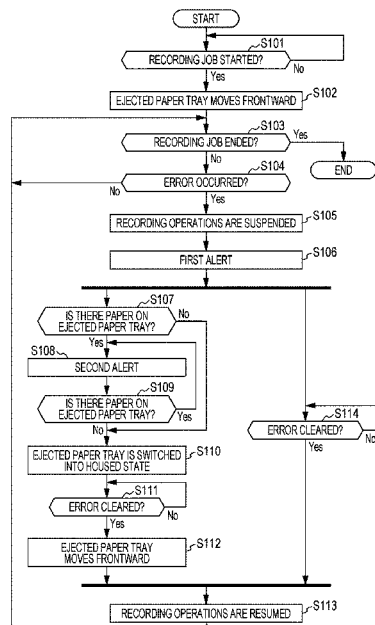 START
S101
RECORDING JOB STARTED?
No
Yes
S102
EJECTED PAPER TRAY MOVES FRONTWARD
S103
RECORDING JOB ENDED?
Yes
No
END
S104
ERROR OCCURRED?
No
Yes
S105
RECORDING OPERATIONS ARE SUSPENDED
S106
FIRST ALERT
S107
IS THERE PAPER ON
EJECTED PAPER TRAY?
No
Yes
S108
SECOND ALERT
S109
IS THERE PAPER ON
EJECTED PAPER TRAY?
Yes
No
S110
EJECTED PAPER TRAY IS SWITCHED
INTO HOUSED STATE
S111
ERROR CLEARED?
No
Yes
S112
EJECTED PAPER TRAY
MOVES FRONTWARD
S114
ERROR CLEARED?
No
Yes
S113
RECORDING OPERATIONS ARE RESUMED